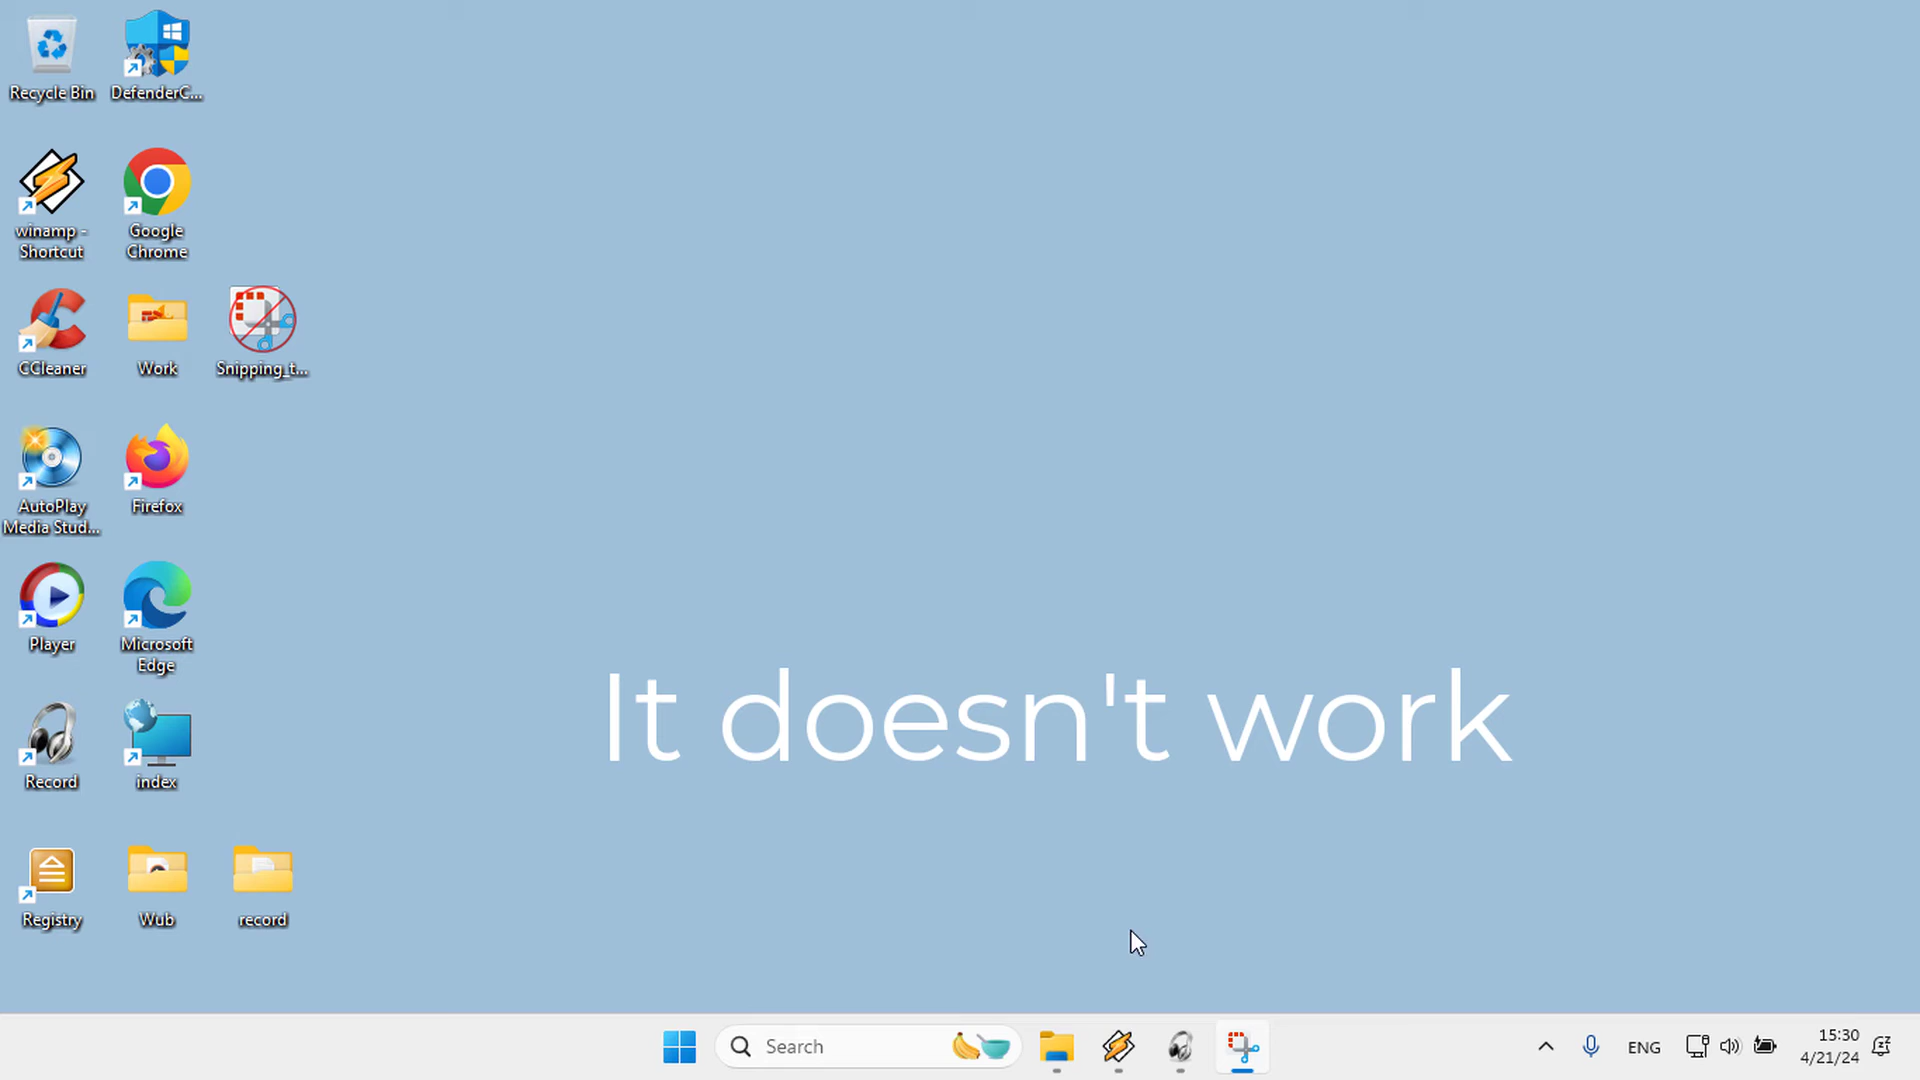 Recycle Bin
DefenderC...
winamp -
Shortcut
Google
Chrome
CCleaner
Work
Snipping_t...
AutoPlay
Media Stud...
Firefox
Player
Microsoft
Edge
Record
index
Registry
Wub
record
It doesn't work
Search
ENG
15:30
4/21/24